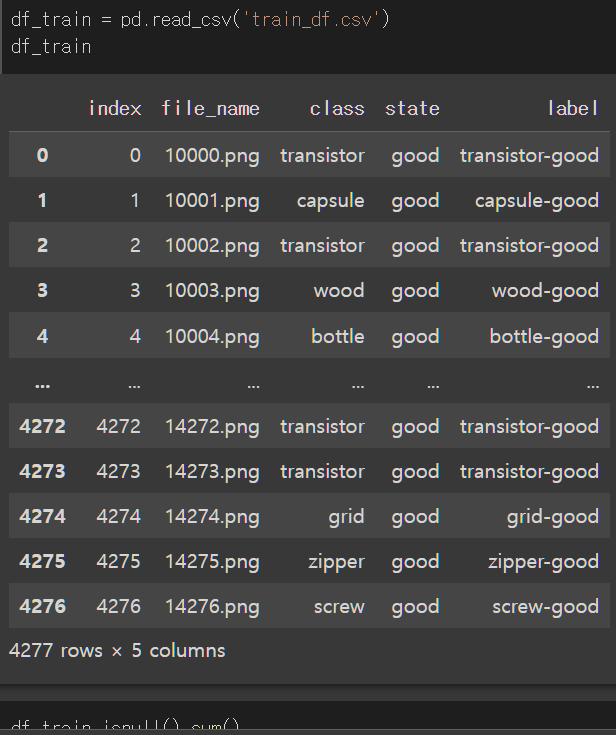 df_train = pd.read_csv('train_df.csv')
df_train
index file_name class state label
0 0 10000.png transistor good transistor-good
1 1 10001.png capsule good capsule-good
2 2 10002.png transistor good transistor-good
3 3 10003.png wood good wood-good
4 4 10004.png bottle good bottle-good
... ... ... ... ... ...
4272 4272 14272.png transistor good transistor-good
4273 4273 14273.png transistor good transistor-good
4274 4274 14274.png grid good grid-good
4275 4275 14275.png zipper good zipper-good
4276 4276 14276.png screw good screw-good
4277 rows × 5 columns
df_train.isnull().sum()